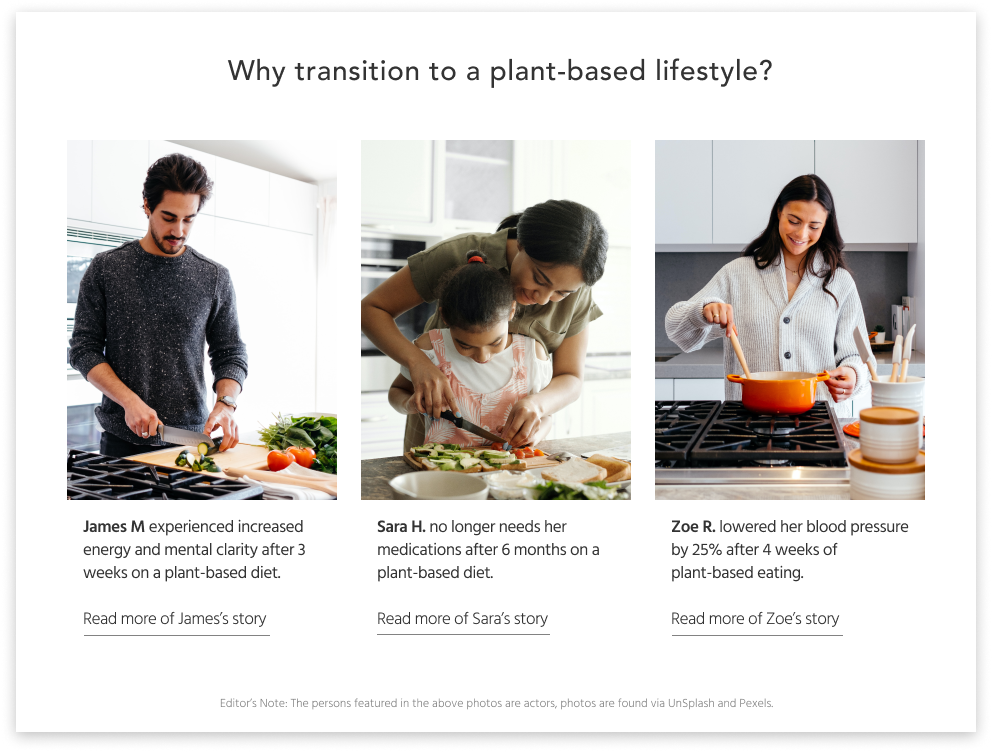 Why transition to a plant-based lifestyle?
James M experienced increased
energy and mental clarity after 3
weeks on a plant-based diet.
Read more of James’s story
Sara H. no longer needs her
medications after 6 months on a
plant-based diet.
Read more of Sara’s story
Zoe R. lowered her blood pressure
by 25% after 4 weeks of
plant-based eating.
Read more of Zoe’s story
Editor’s Note: The persons featured in the above photos are actors, photos are found via UnSplash and Pexels.